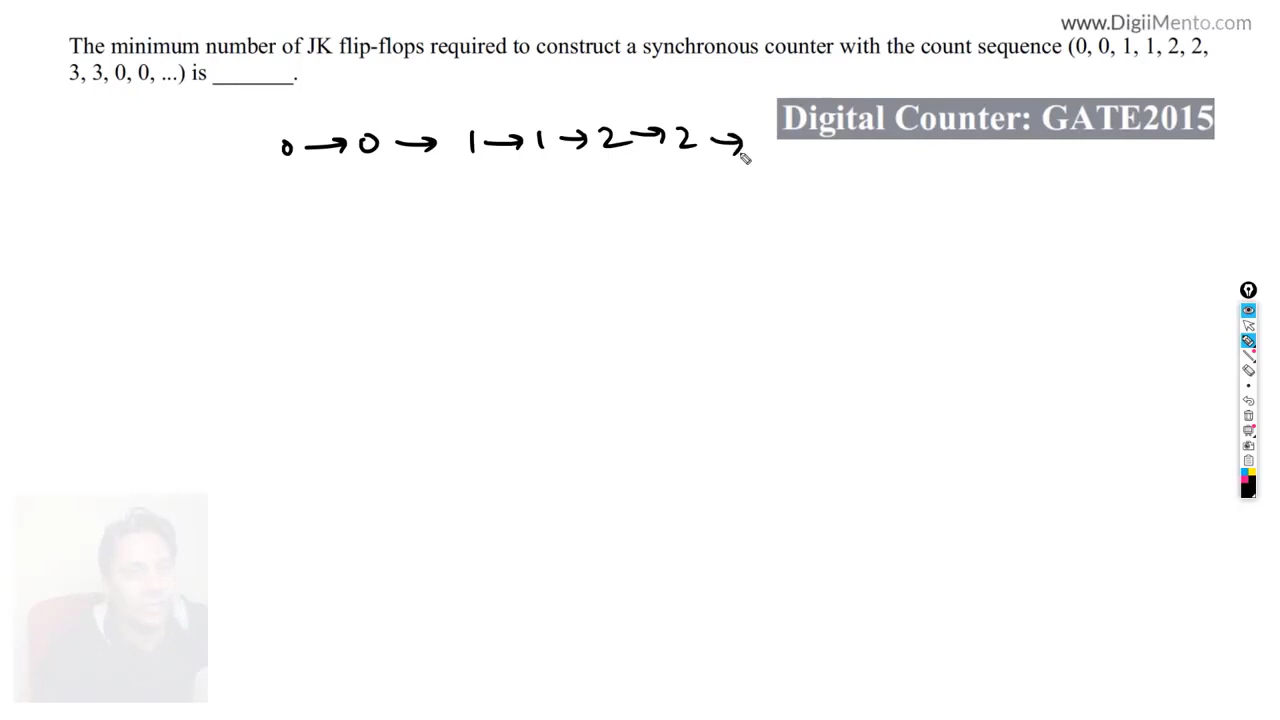 www.DigiiMento.com
The minimum number of JK flip-flops required to construct a synchronous counter with the count sequence (0, 0, 1, 1, 2, 2,
3, 3, 0, 0, ...) is _______.
Digital Counter: GATE2015
0 → 0 → 1 → 1 → 2 → 2 →